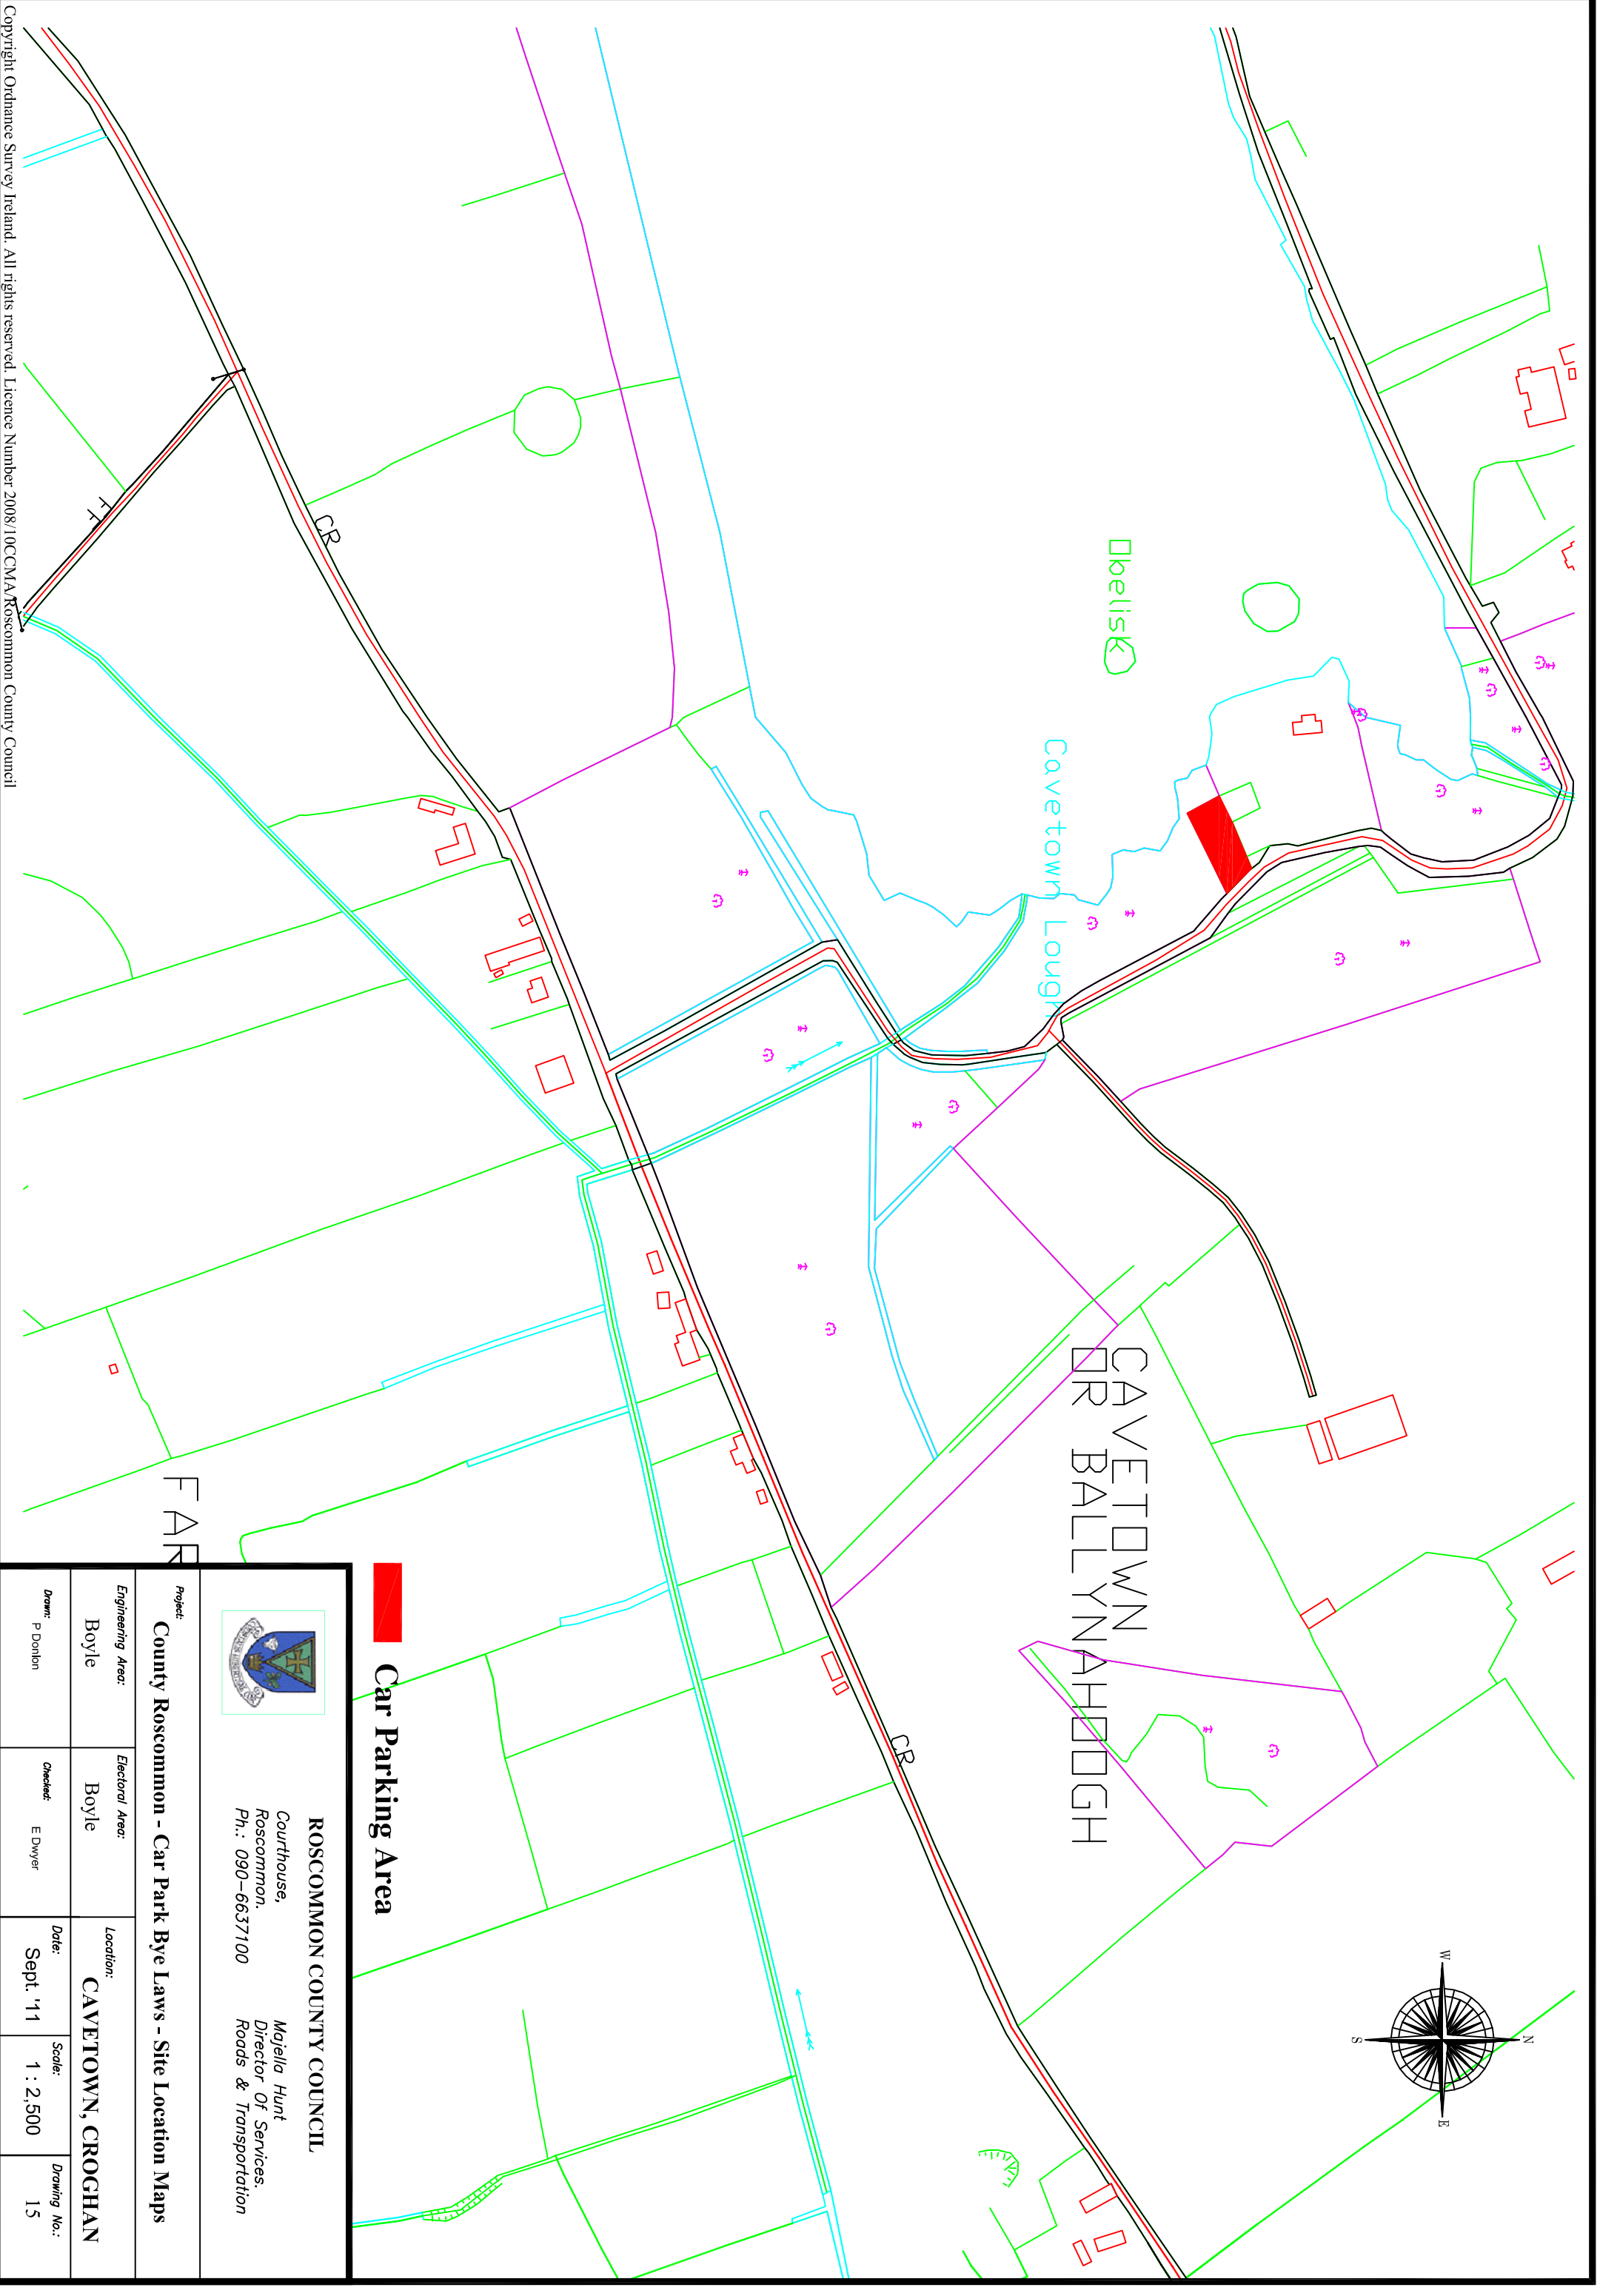 Obelisk
Cavetown Lough
CR
TT
CAVETOWN
OR BALLYNAHOOGH
CR
FAR
W
N
S
E
Car Parking Area
ROSCOMMON COUNTY COUNCIL
Courthouse,
Roscommon.
Ph.: 090-6637100
Majella Hunt
Director Of Services.
Roads & Transportation
Project:
County Roscommon - Car Park Bye Laws - Site Location Maps
Engineering Area:
Boyle
Electoral Area:
Boyle
Location:
CAVETOWN, CROGHAN
Drawn:
P Donlon
Checked:
E Dwyer
Date:
Sept. '11
Scale:
1 : 2,500
Drawing No.:
15
Copyright Ordnance Survey Ireland. All rights reserved. Licence Number 2008/10CCMA/Roscommon County Council